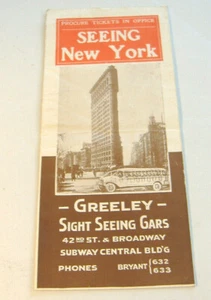 PROCURE TICKETS IN OFFICE
SEEING
New York
– GREELEY –
SIGHT SEEING CARS
42ND ST. & BROADWAY
SUBWAY CENTRAL BLD'G
PHONES BRYANT { 632
633